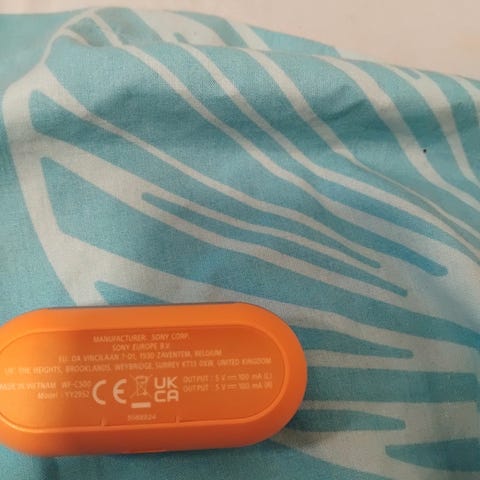 MANUFACTURER: SONY CORP.
SONY EUROPE B.V.
EU: DA VINCILAAN 7-D1, 1930 ZAVENTEM, BELGIUM
UK: THE HEIGHTS, BROOKLANDS, WEYBRIDGE, SURREY KT13 0XW, UNITED KINGDOM
MADE IN VIETNAM WF-C500
Model : YY2952
CE
UK
CA
OUTPUT : 5 V 100 mA (L)
OUTPUT : 5 V 100 mA (R)